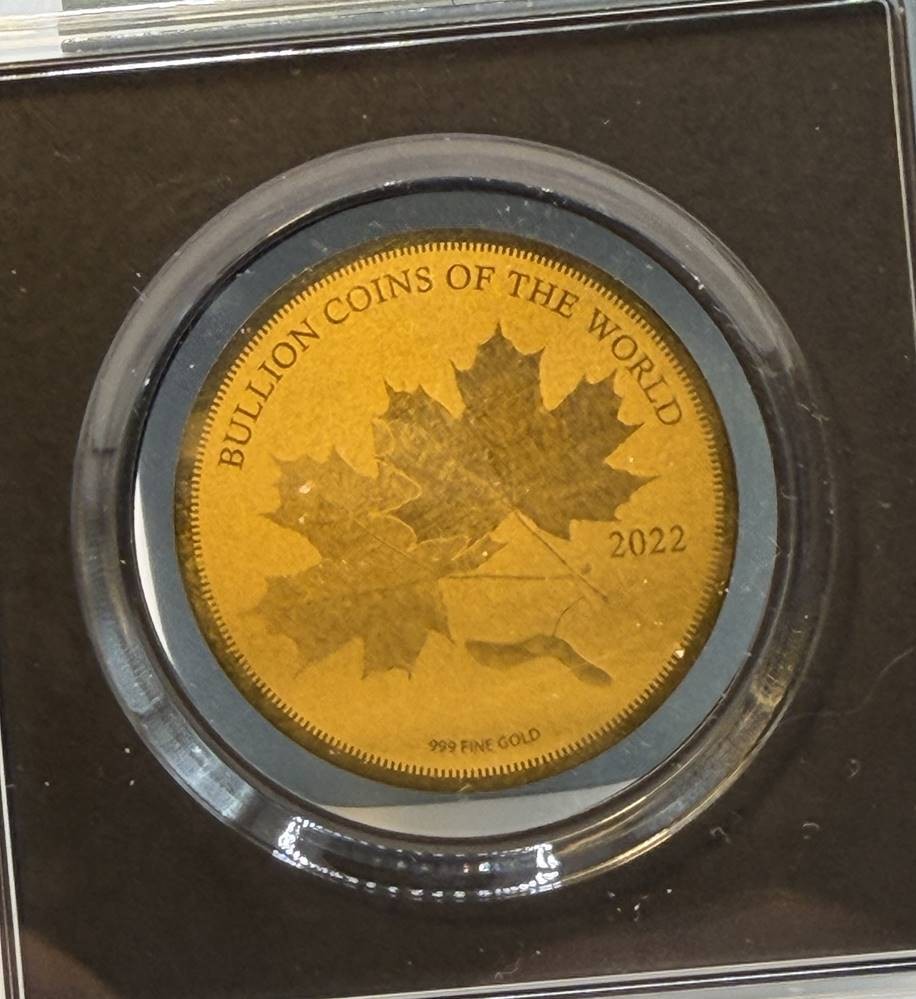 BULLION COINS OF THE WORLD
2022
999 FINE GOLD